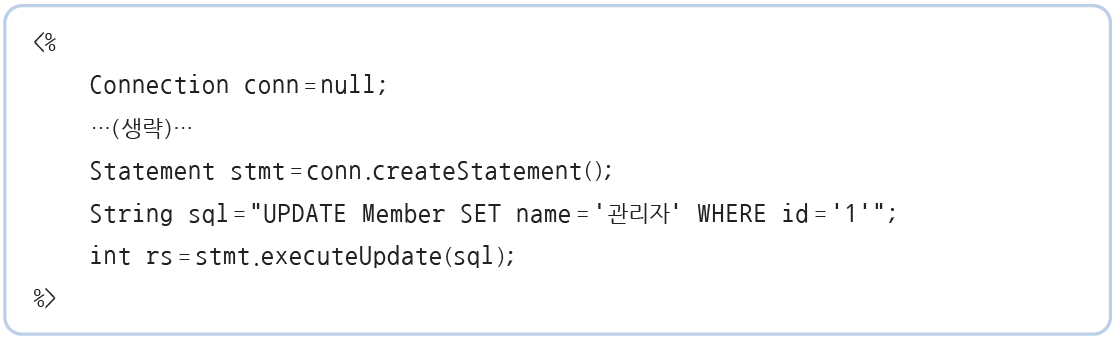 <%
Connection conn=null;
…(생략)…
Statement stmt=conn.createStatement();
String sql="UPDATE Member SET name='관리자' WHERE id='1'";
int rs=stmt.executeUpdate(sql);
%>